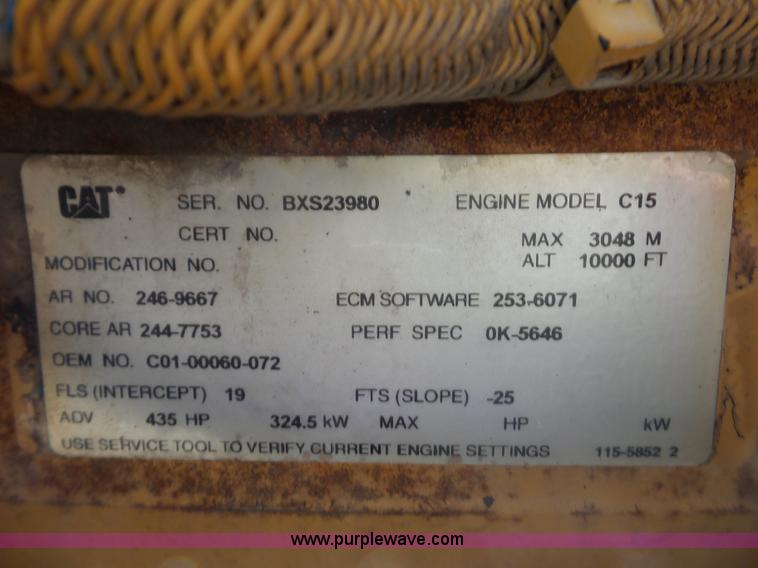 CAT SER. NO. BXS23980 ENGINE MODEL C15
CERT NO. MAX 3048 M
MODIFICATION NO. ALT 10000 FT
AR NO. 246-9667 ECM SOFTWARE 253-6071
CORE AR 244-7753 PERF SPEC 0K-5646
OEM NO. C01-00060-072
FLS (INTERCEPT) 19 FTS (SLOPE) -25
ADV 435 HP 324.5 kW MAX HP kW
USE SERVICE TOOL TO VERIFY CURRENT ENGINE SETTINGS 115-5852 2
www.purplewave.com